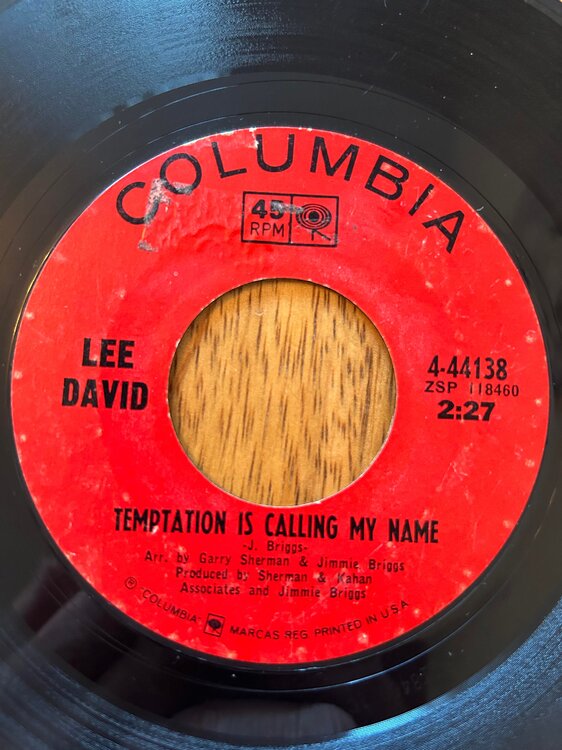 COLUMBIA
45
RPM
LEE
DAVID
4-44138
ZSP 118460
2:27
TEMPTATION IS CALLING MY NAME
-J. Briggs-
Arr. by Garry Sherman & Jimmie Briggs
Produced by Sherman & Kahan
Associates and Jimmie Briggs
® "COLUMBIA" MARCAS REG. PRINTED IN U.S.A.